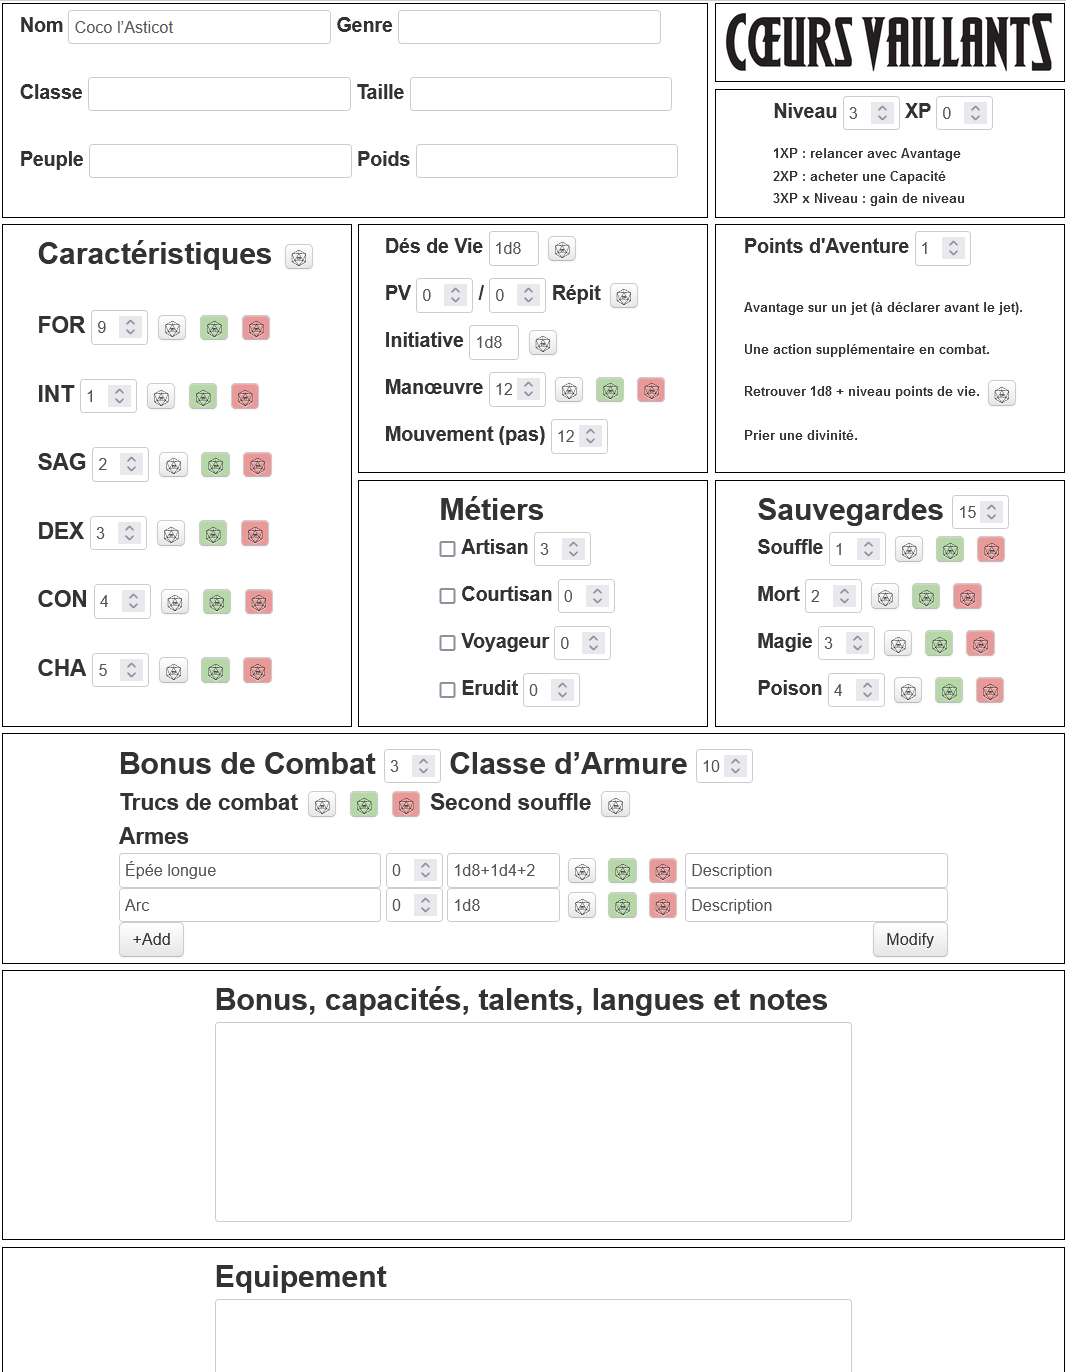 Nom Coco l’Asticot Genre
CŒURS VAILLANTS
Classe Taille
Peuple Poids
Niveau 3 XP 0
1XP : relancer avec Avantage
2XP : acheter une Capacité
3XP x Niveau : gain de niveau
Caractéristiques
FOR 9
INT 1
SAG 2
DEX 3
CON 4
CHA 5
Dés de Vie 1d8
PV 0 / 0 Répit
Initiative 1d8
Manœuvre 12
Mouvement (pas) 12
Points d'Aventure 1
Avantage sur un jet (à déclarer avant le jet).
Une action supplémentaire en combat.
Retrouver 1d8 + niveau points de vie.
Prier une divinité.
Métiers
Artisan 3
Courtisan 0
Voyageur 0
Erudit 0
Sauvegardes 15
Souffle 1
Mort 2
Magie 3
Poison 4
Bonus de Combat 3 Classe d’Armure 10
Trucs de combat Second souffle
Armes
Épée longue 0 1d8+1d4+2 Description
Arc 0 1d8 Description
+Add Modify
Bonus, capacités, talents, langues et notes
Equipement